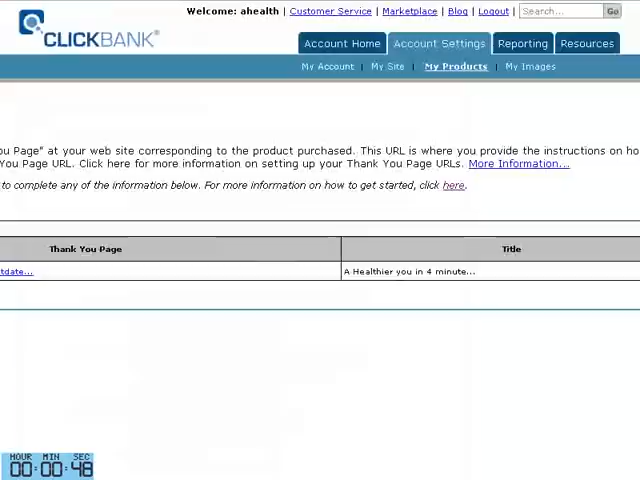 Welcome: ahealth | Customer Service | Marketplace | Blog | Logout | Search... Go
CLICKBANK®
Account Home Account Settings Reporting Resources
My Account | My Site | My Products | My Images
ou Page" at your web site corresponding to the product purchased. This URL is where you provide the instructions on ho
You Page URL. Click here for more information on setting up your Thank You Page URLs. More Information...
to complete any of the information below. For more information on how to get started, click here.
Thank You Page Title
tdate... A Healthier you in 4 minute...
HOUR MIN SEC
00:00:48